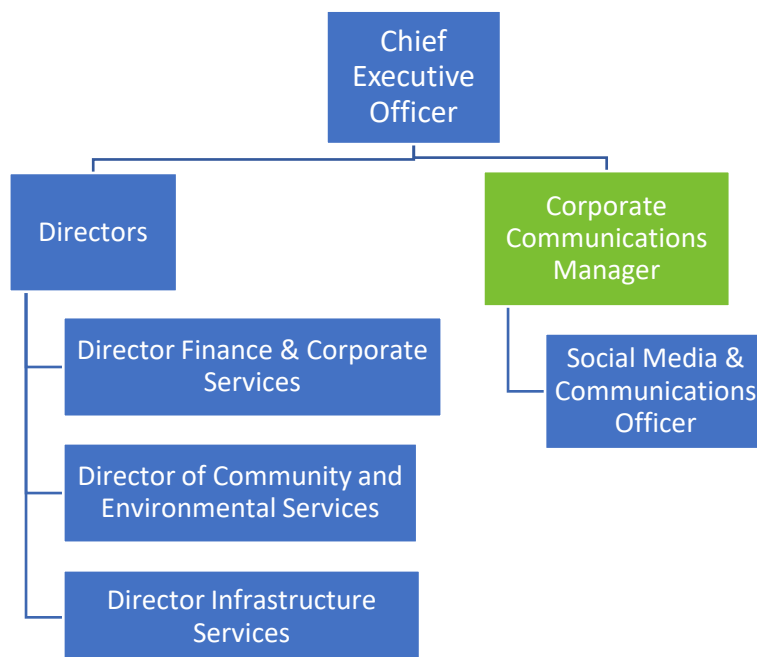 Chief
Executive
Officer
Directors
Corporate
Communications
Manager
Director Finance & Corporate
Services
Social Media &
Communications
Officer
Director of Community and
Environmental Services
Director Infrastructure
Services